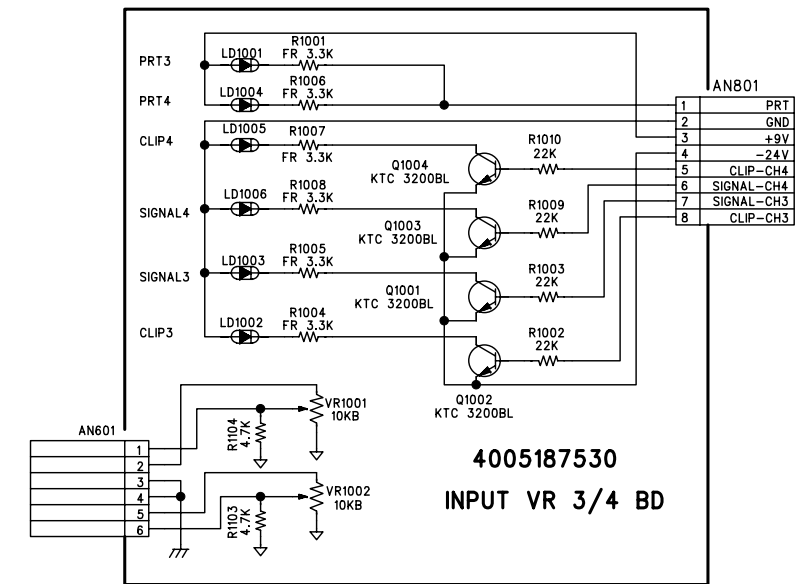 R1001
PRT3
LD1001
FR 3.3K
AN801
R1006
PRT4
LD1004
FR 3.3K
1 PRT
2 GND
3 +9V
4 -24V
5 CLIP-CH4
6 SIGNAL-CH4
7 SIGNAL-CH3
8 CLIP-CH3
CLIP4
LD1005
R1007
FR 3.3K
Q1004
KTC 3200BL
R1010
22K
SIGNAL4
LD1006
R1008
FR 3.3K
Q1003
KTC 3200BL
R1009
22K
SIGNAL3
LD1003
R1005
FR 3.3K
Q1001
KTC 3200BL
R1003
22K
CLIP3
LD1002
R1004
FR 3.3K
R1002
22K
Q1002
KTC 3200BL
AN601
1
2
3
4
5
6
R1104
4.7K
VR1001
10KB
R1103
4.7K
VR1002
10KB
4005187530
INPUT VR 3/4 BD